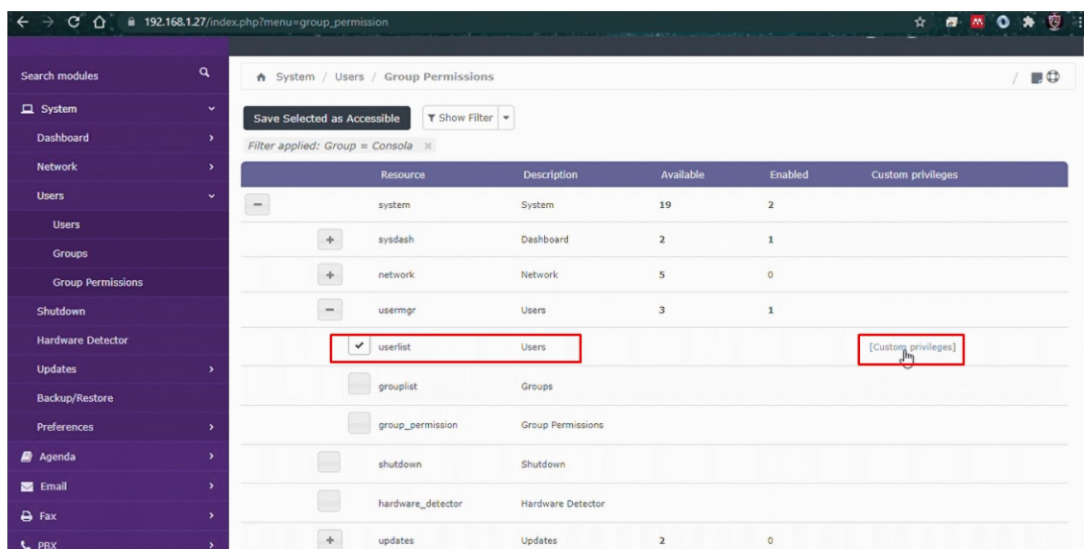 192.168.1.27/index.php?menu=group_permission
Search modules
System / Users / Group Permissions
/
System
Save Selected as Accessible
Show Filter
Dashboard
Filter applied: Group = Consola
Network
Resource Description Available Enabled Custom privileges
Users
system System 19 2
Users
sysdash Dashboard 2 1
Groups
network Network 5 0
Group Permissions
Shutdown
usermgr Users 3 1
Hardware Detector
userlist Users [Custom privileges]
Updates
grouplist Groups
Backup/Restore
Preferences
group_permission Group Permissions
Agenda
shutdown Shutdown
Email
hardware_detector Hardware Detector
Fax
updates Updates 2 0
PBX